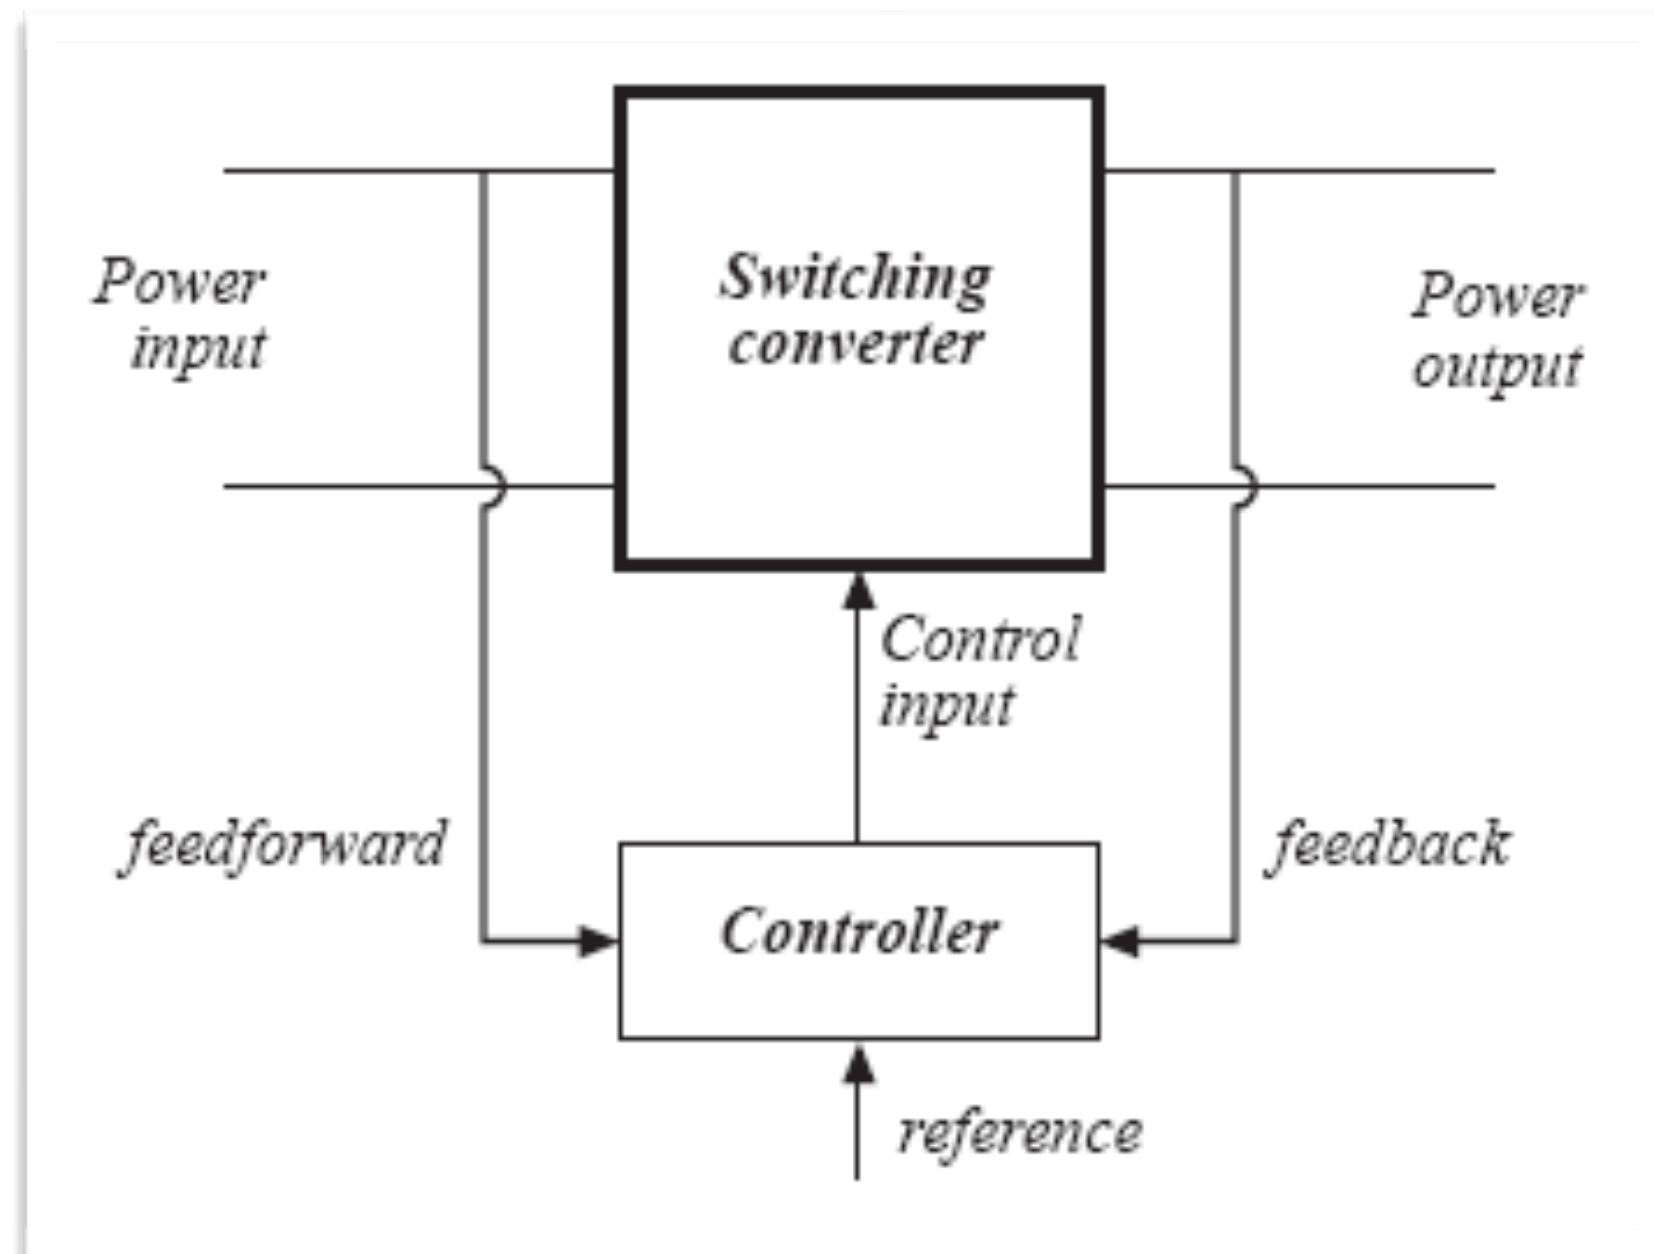 Power
input
Switching
converter
Power
output
Control
input
feedforward
Controller
feedback
reference